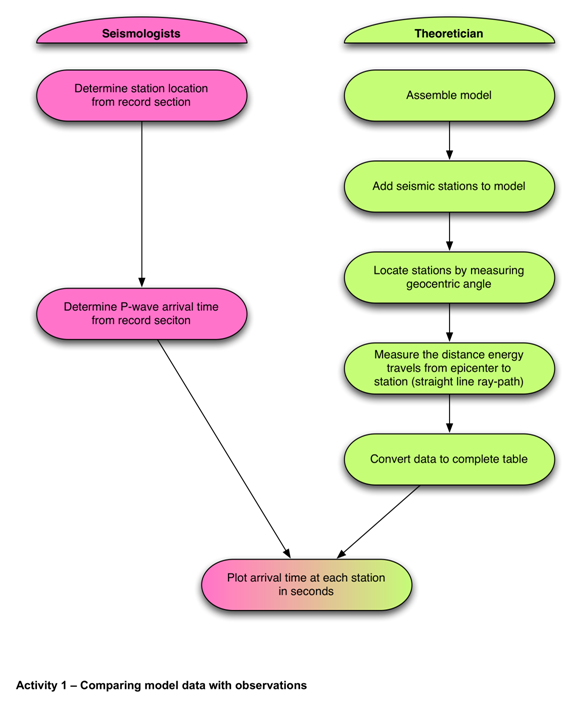 Seismologists
Determine station location
from record section
Determine P-wave arrival time
from record seciton
Theoretician
Assemble model
Add seismic stations to model
Locate stations by measuring
geocentric angle
Measure the distance energy
travels from epicenter to
station (straight line ray-path)
Convert data to complete table
Plot arrival time at each station
in seconds
Activity 1 – Comparing model data with observations